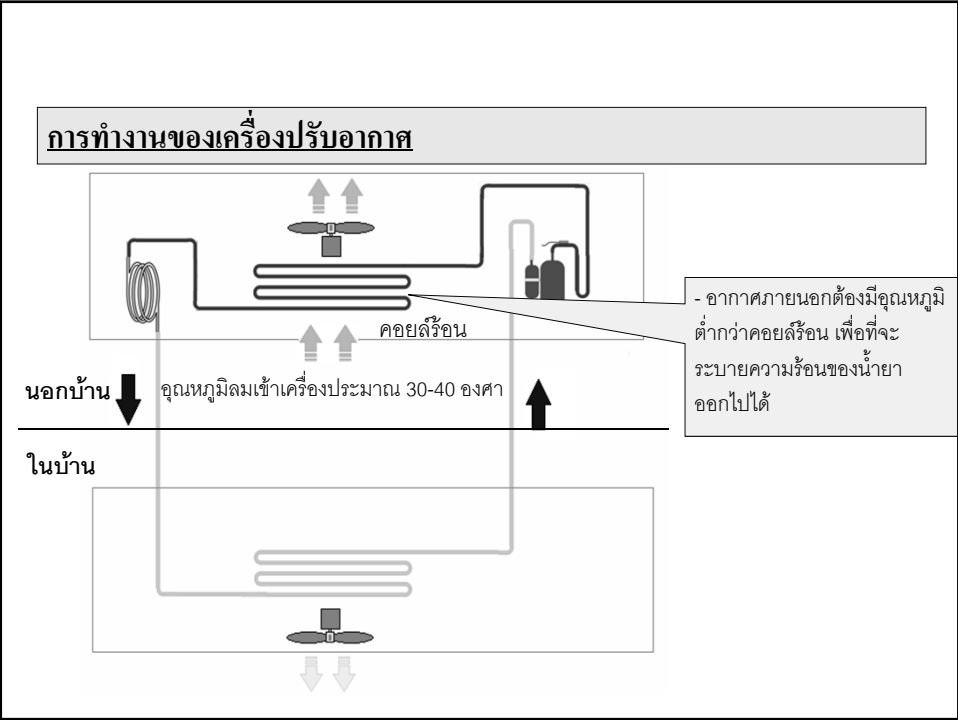 การทำงานของเครื่องปรับอากาศ
- อากาศภายนอกต้องมีอุณหภูมิ
ต่ำกว่าคอยล์ร้อน เพื่อที่จะ
ระบายความร้อนของน้ำยา
ออกไปได้
คอยล์ร้อน
นอกบ้าน
อุณหภูมิลมเข้าเครื่องประมาณ 30-40 องศา
ในบ้าน